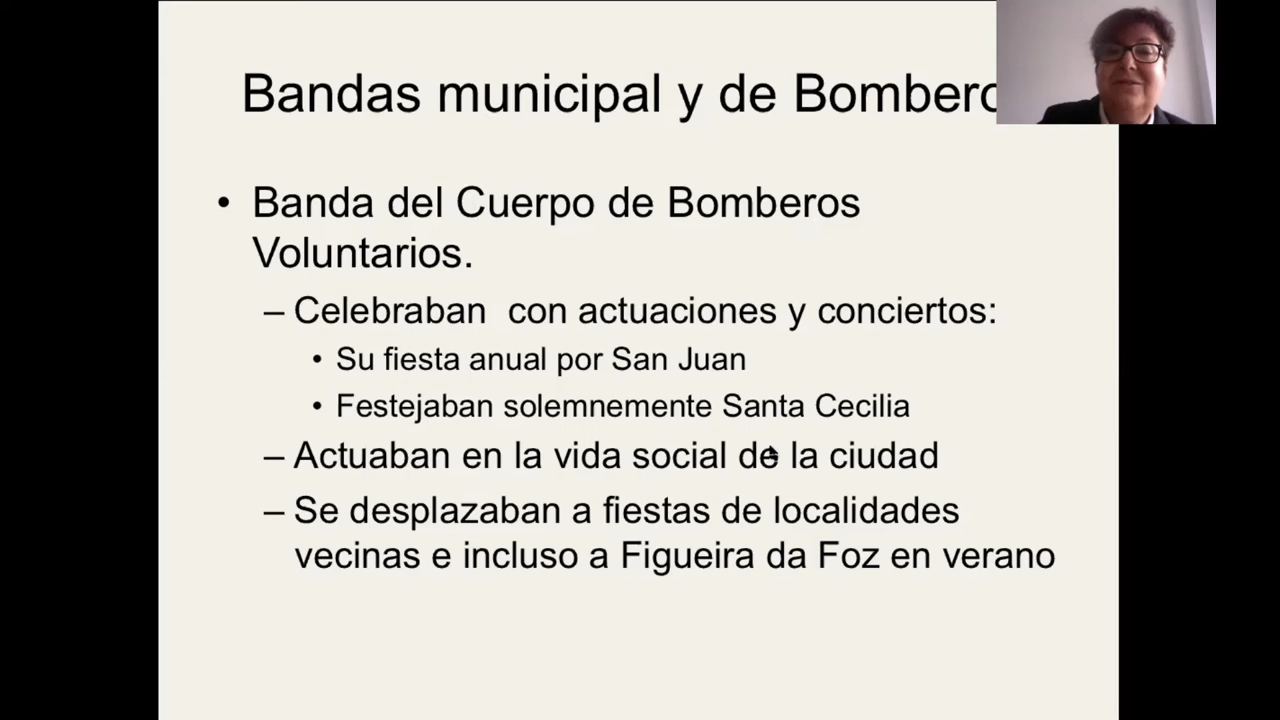 Bandas municipal y de Bombero
• Banda del Cuerpo de Bomberos
Voluntarios.
– Celebraban con actuaciones y conciertos:
• Su fiesta anual por San Juan
• Festejaban solemnemente Santa Cecilia
– Actuaban en la vida social de la ciudad
– Se desplazaban a fiestas de localidades
vecinas e incluso a Figueira da Foz en verano